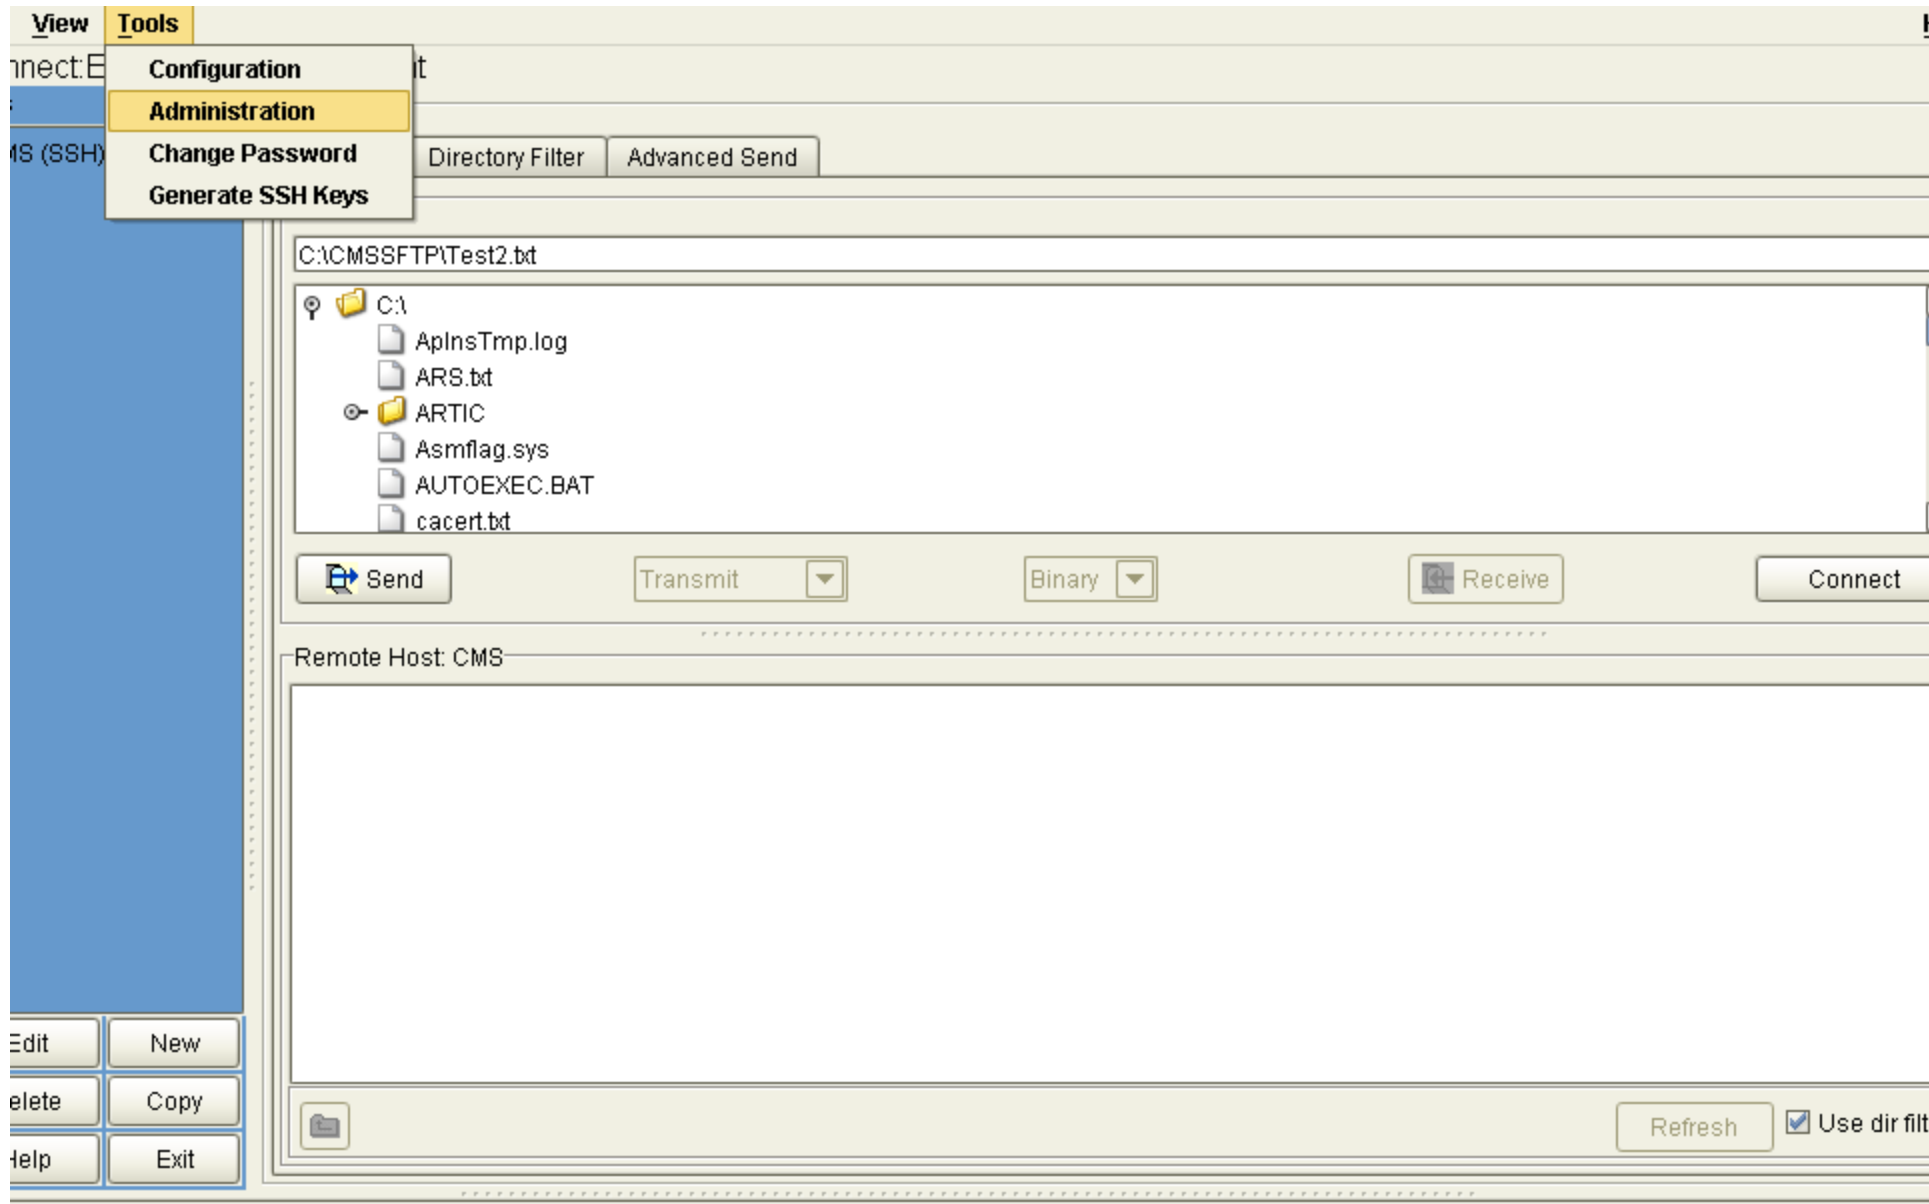 View Tools
Configuration
Administration
Change Password
Generate SSH Keys
(SSH)
Directory Filter Advanced Send
C:\CMSSFTP\Test2.txt
C:\
ApInsTmp.log
ARS.txt
ARTIC
Asmflag.sys
AUTOEXEC.BAT
cacert.txt
Send Transmit Binary Receive Connect
Remote Host: CMS
Edit New
elete Copy
Help Exit
Refresh Use dir filt